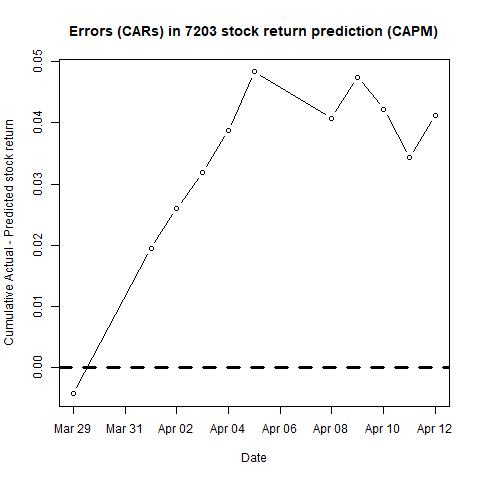 Errors (CARs) in 7203 stock return prediction (CAPM)
Cumulative Actual - Predicted stock return
0.05
0.04
0.03
0.02
0.01
0.00
Mar 29 Mar 31 Apr 02 Apr 04 Apr 06 Apr 08 Apr 10 Apr 12
Date